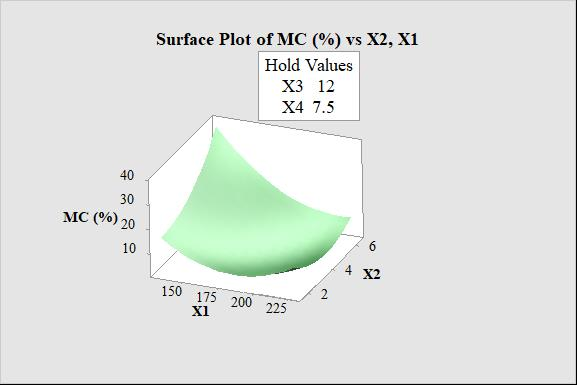 Surface Plot of MC (%) vs X2, X1
Hold Values
X3 12
X4 7.5
40
30
MC (%) 20
10
6
4 X2
2
150 175 200 225
X1